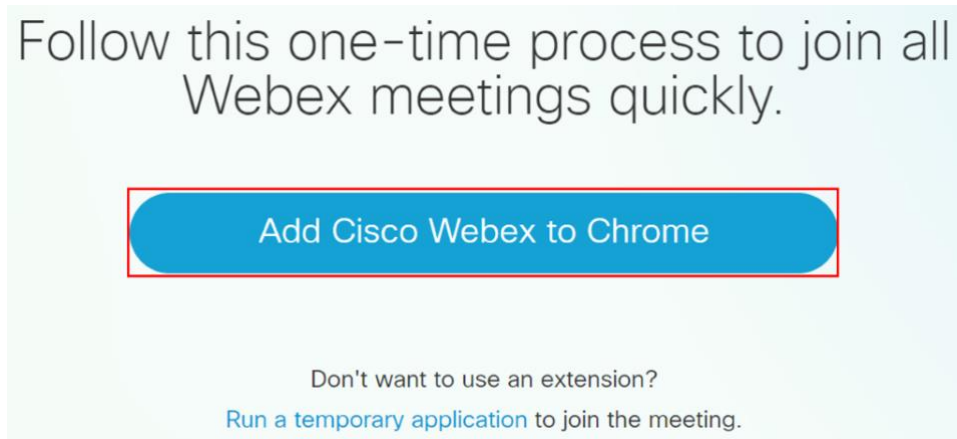 Follow this one-time process to join all
Webex meetings quickly.
Add Cisco Webex to Chrome
Don't want to use an extension?
Run a temporary application to join the meeting.